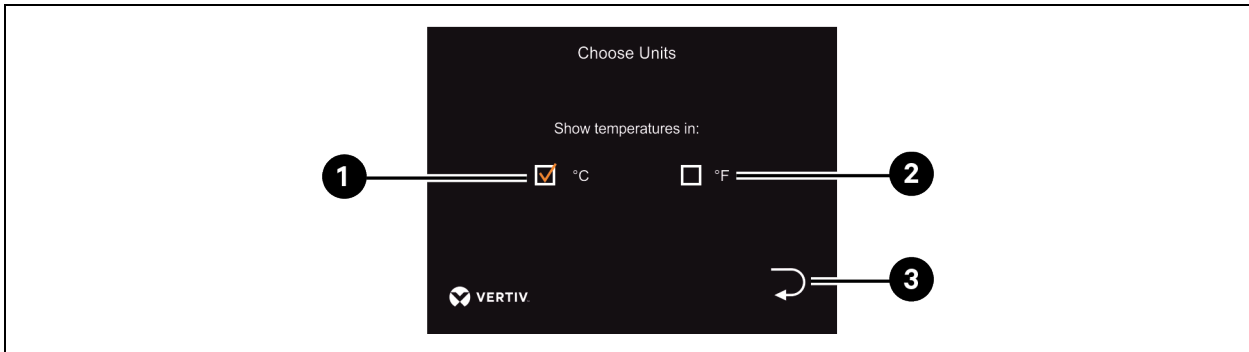 Choose Units
Show temperatures in:
1 °C °F 2
3
VERTIV